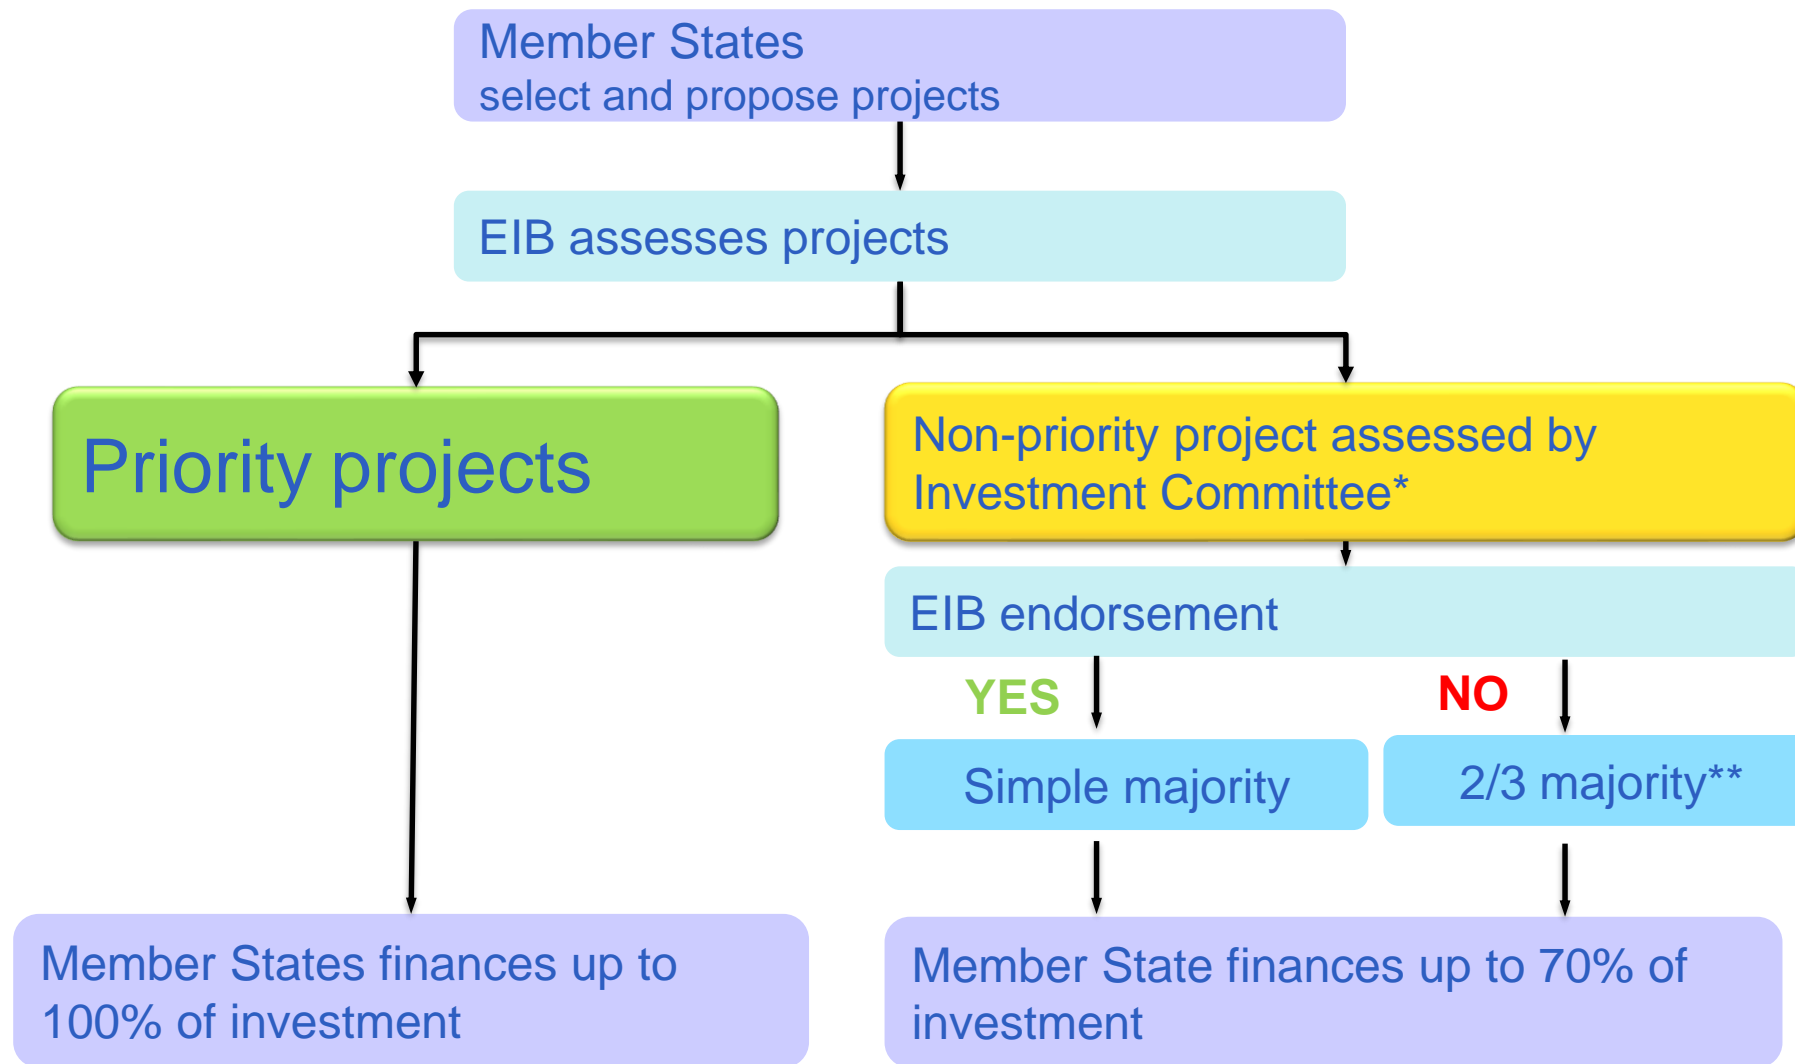 Member States
select and propose projects
EIB assesses projects
Priority projects
Non-priority project assessed by
Investment Committee*
EIB endorsement
YES
NO
Simple majority
2/3 majority**
Member States finances up to
100% of investment
Member State finances up to 70% of
investment